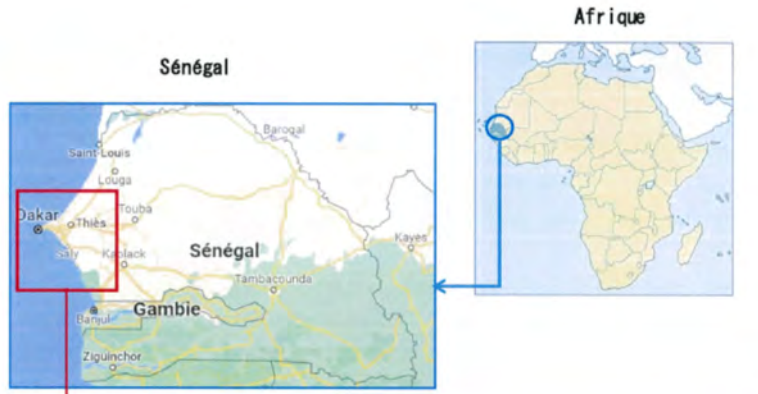 Afrique
Sénégal
Barogal
Saint-Louis
Louga
Touba
Dakar
Thiès
Saly
Kaolack
Sénégal
Kayes
Tambacounda
Gambie
Banjul
Ziguinchor